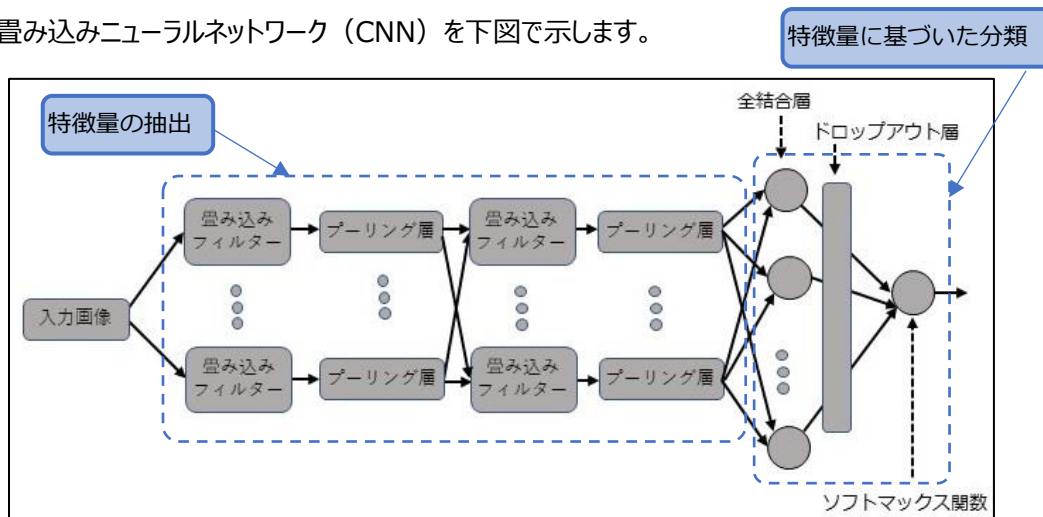 畳み込みニューラルネットワーク（CNN）を下図で示します。
特徴量に基づいた分類
特徴量の抽出
全結合層
ドロップアウト層
畳み込み
フィルター
プーリング層
畳み込み
フィルター
プーリング層
入力画像
畳み込み
フィルター
プーリング層
畳み込み
フィルター
プーリング層
ソフトマックス関数